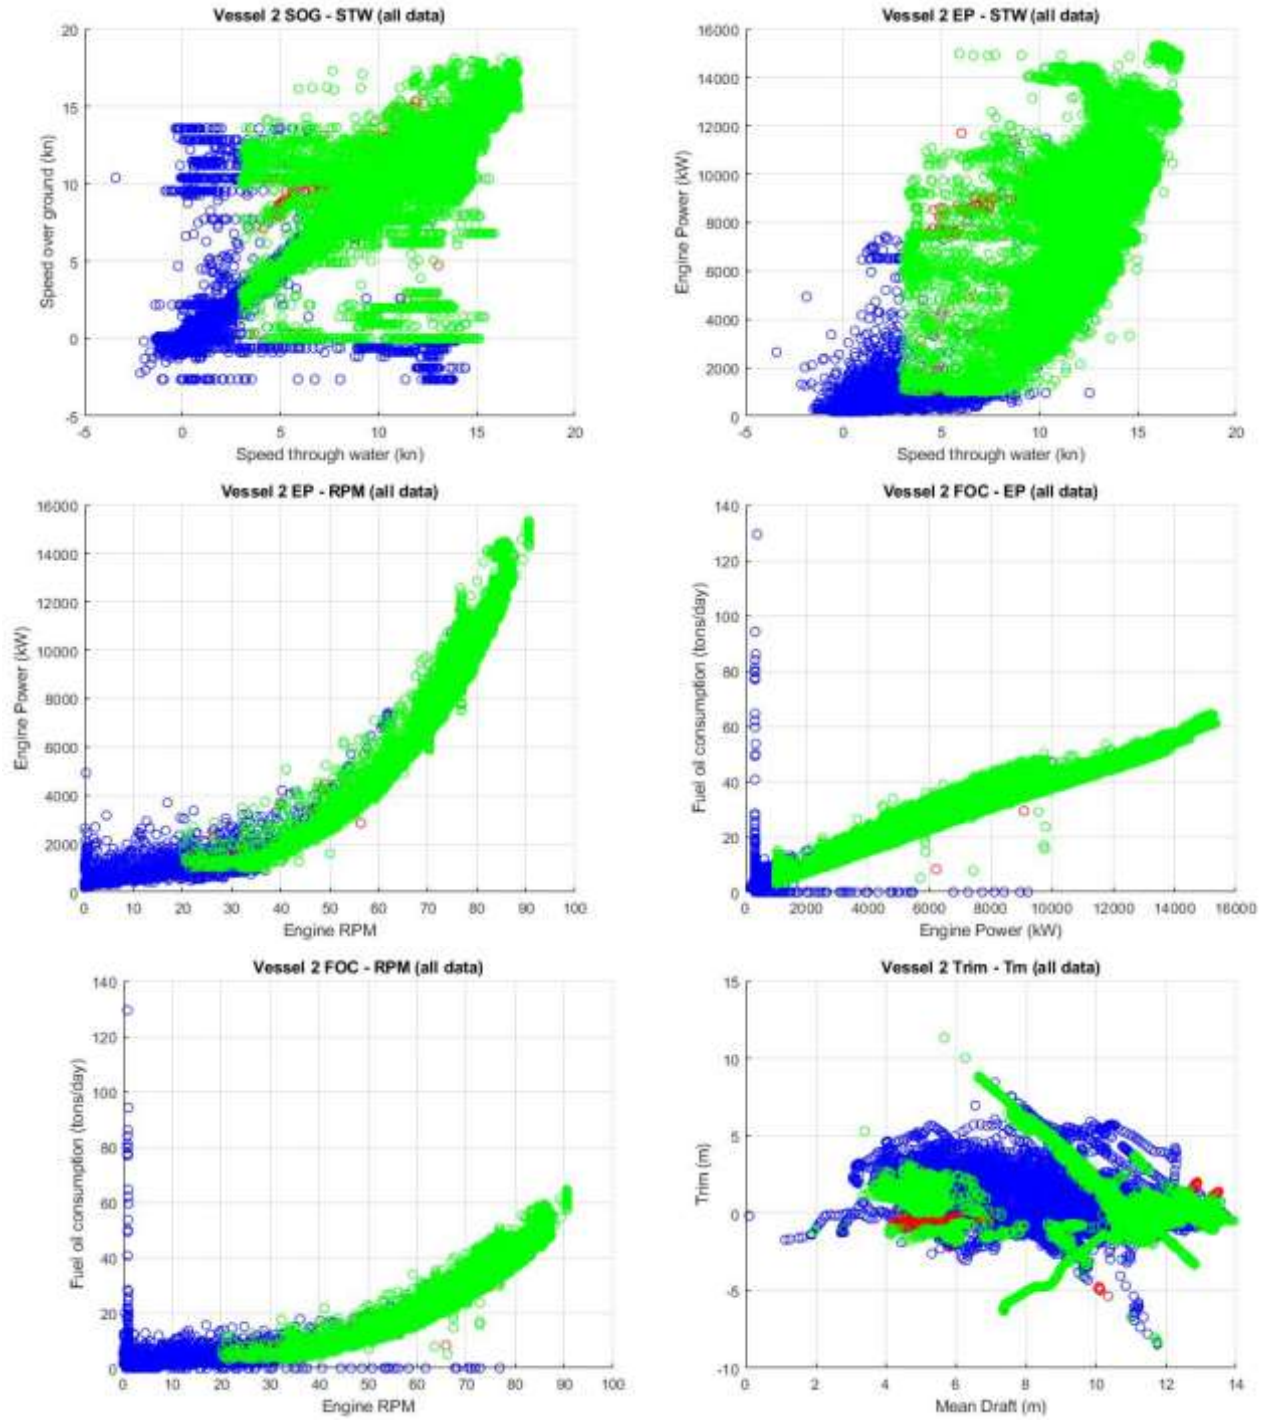 Vessel 2 SOG - STW (all data)
20
15
10
5
0
-5
-5 0 5 10 15 20
Speed over ground (kn)
Speed through water (kn)
Vessel 2 EP - STW (all data)
16000
14000
12000
10000
8000
6000
4000
2000
0
-5 0 5 10 15 20
Engine Power (kW)
Speed through water (kn)
Vessel 2 EP - RPM (all data)
16000
14000
12000
10000
8000
6000
4000
2000
0
0 10 20 30 40 50 60 70 80 90 100
Engine Power (kW)
Engine RPM
Vessel 2 FOC - EP (all data)
140
120
100
80
60
40
20
0
0 2000 4000 6000 8000 10000 12000 14000 16000
Fuel oil consumption (tons/day)
Engine Power (kW)
Vessel 2 FOC - RPM (all data)
140
120
100
80
60
40
20
0
0 10 20 30 40 50 60 70 80 90 100
Fuel oil consumption (tons/day)
Engine RPM
Vessel 2 Trim - Tm (all data)
15
10
5
0
-5
-10
0 2 4 6 8 10 12 14
Trim (m)
Mean Draft (m)